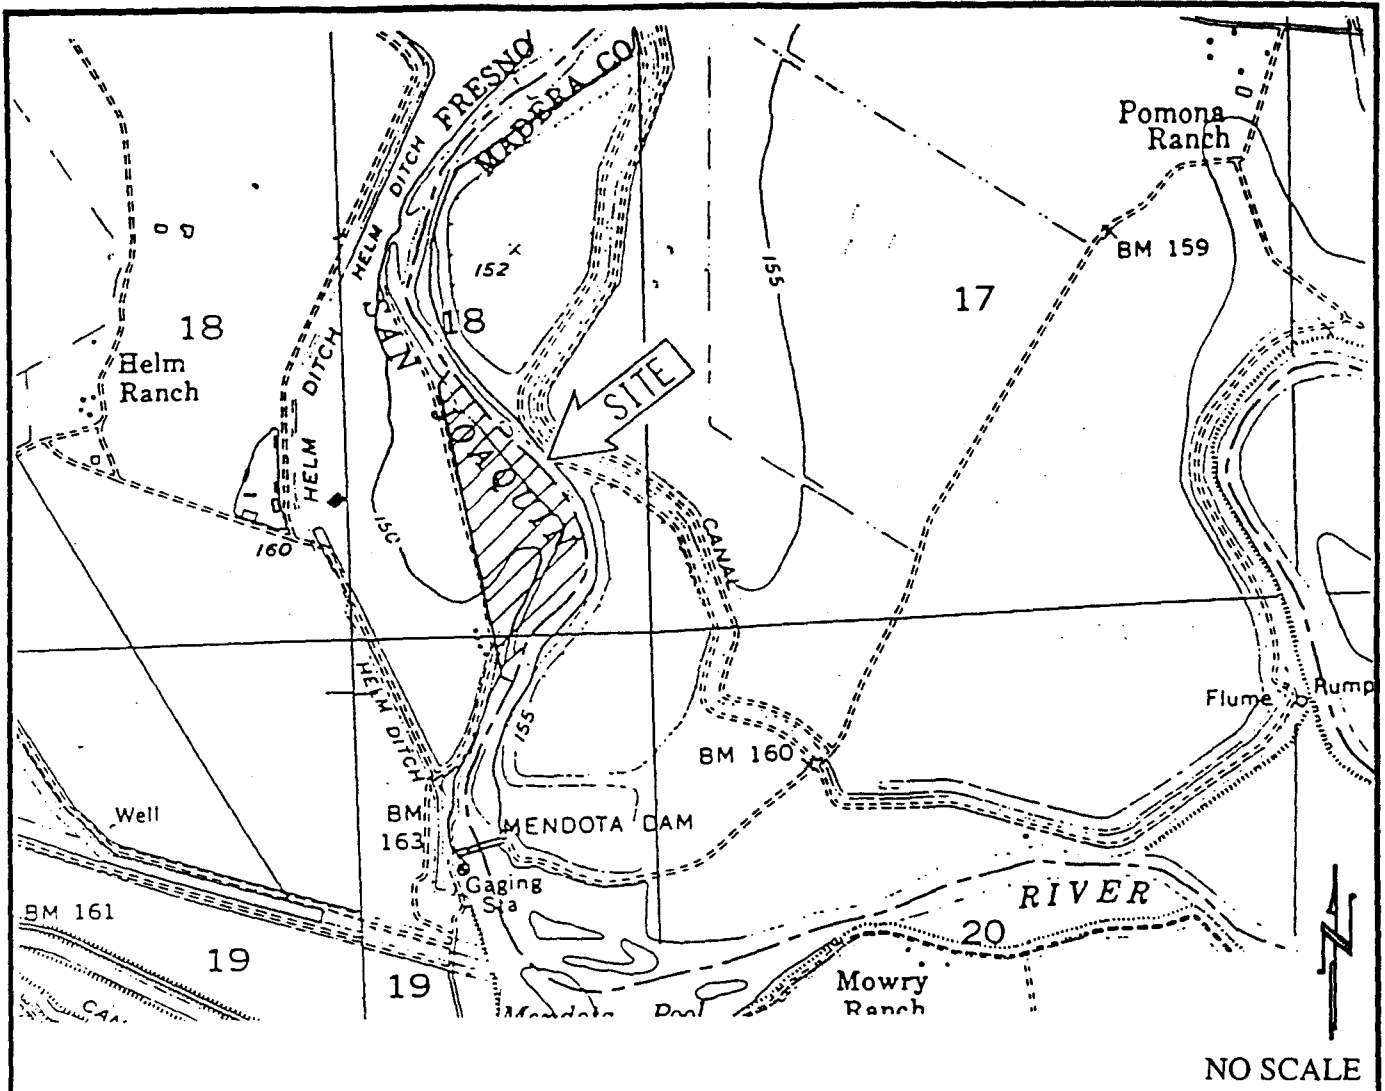 FRESNO
MADERA CO
Pomona
Ranch
HELM DITCH
BM 159
152
155
17
18
18
SAN JOAQUIN
Helm
Ranch
HELM DITCH
SITE
160
CANAL
HELM DITCH
155
Flume
BM 160
Well
BM
163
MENDOTA DAM
Gaging
Sta
BM 161
RIVER
20
19
19
Mowry
Ranch
Mendota Pool
NO SCALE